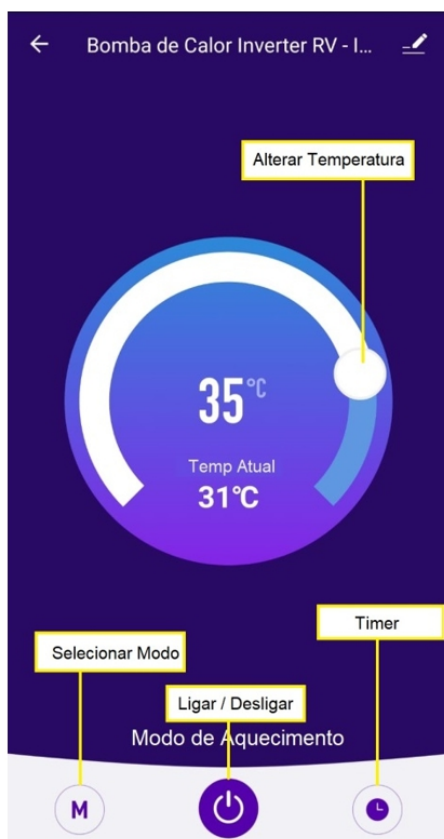 Bomba de Calor Inverter RV - I...
Alterar Temperatura
35°C
Temp Atual
31°C
Timer
Selecionar Modo
Ligar / Desligar
Modo de Aquecimento
M